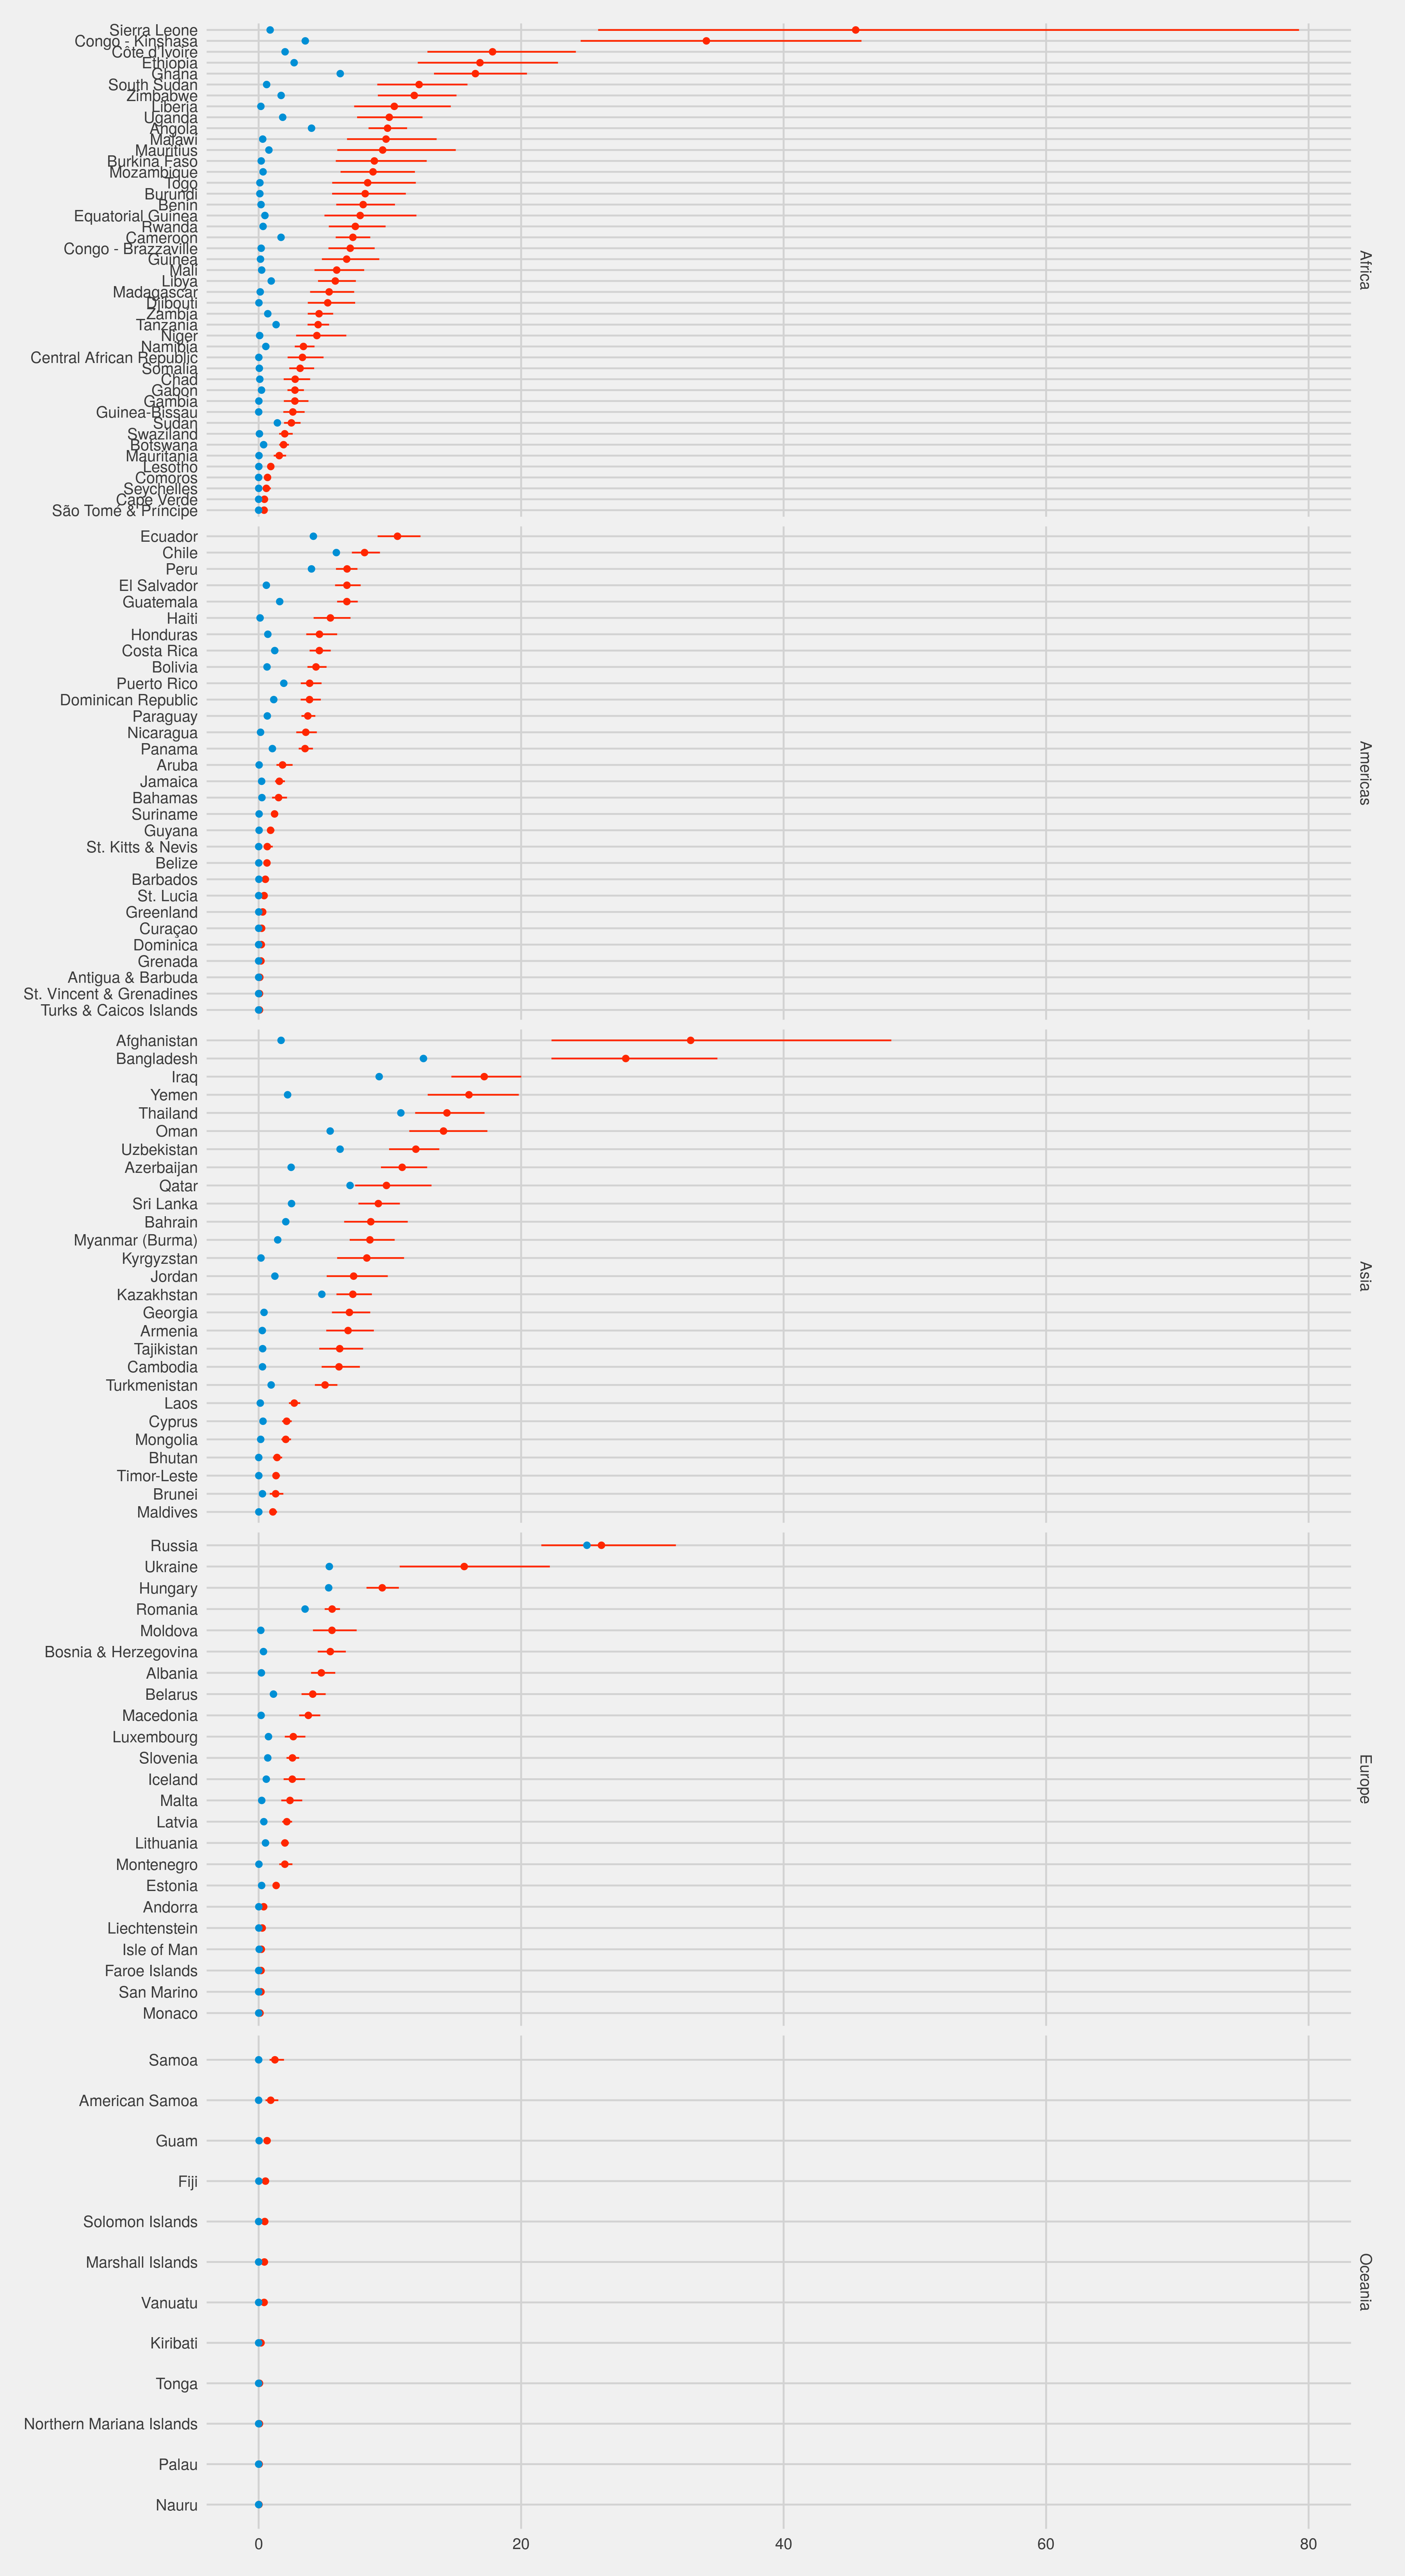 Sierra Leone
Congo - Kinshasa
Côte d'Ivoire
Ethiopia
Ghana
South Sudan
Zimbabwe
Liberia
Uganda
Angola
Malawi
Mauritius
Burkina Faso
Mozambique
Togo
Burundi
Benin
Equatorial Guinea
Rwanda
Cameroon
Congo - Brazzaville
Guinea
Mali
Libya
Madagascar
Djibouti
Zambia
Tanzania
Niger
Namibia
Central African Republic
Somalia
Chad
Gabon
Gambia
Guinea-Bissau
Sudan
Swaziland
Botswana
Mauritania
Lesotho
Comoros
Seychelles
Cape Verde
São Tomé & Príncipe
Africa
Ecuador
Chile
Peru
El Salvador
Guatemala
Haiti
Honduras
Costa Rica
Bolivia
Puerto Rico
Dominican Republic
Paraguay
Nicaragua
Panama
Aruba
Jamaica
Bahamas
Suriname
Guyana
St. Kitts & Nevis
Belize
Barbados
St. Lucia
Greenland
Curaçao
Dominica
Grenada
Antigua & Barbuda
St. Vincent & Grenadines
Turks & Caicos Islands
Americas
Afghanistan
Bangladesh
Iraq
Yemen
Thailand
Oman
Uzbekistan
Azerbaijan
Qatar
Sri Lanka
Bahrain
Myanmar (Burma)
Kyrgyzstan
Jordan
Kazakhstan
Georgia
Armenia
Tajikistan
Cambodia
Turkmenistan
Laos
Cyprus
Mongolia
Bhutan
Timor-Leste
Brunei
Maldives
Asia
Russia
Ukraine
Hungary
Romania
Moldova
Bosnia & Herzegovina
Albania
Belarus
Macedonia
Luxembourg
Slovenia
Iceland
Malta
Latvia
Lithuania
Montenegro
Estonia
Andorra
Liechtenstein
Isle of Man
Faroe Islands
San Marino
Monaco
Europe
Samoa
American Samoa
Guam
Fiji
Solomon Islands
Marshall Islands
Vanuatu
Kiribati
Tonga
Northern Mariana Islands
Palau
Nauru
Oceania
0 20 40 60 80